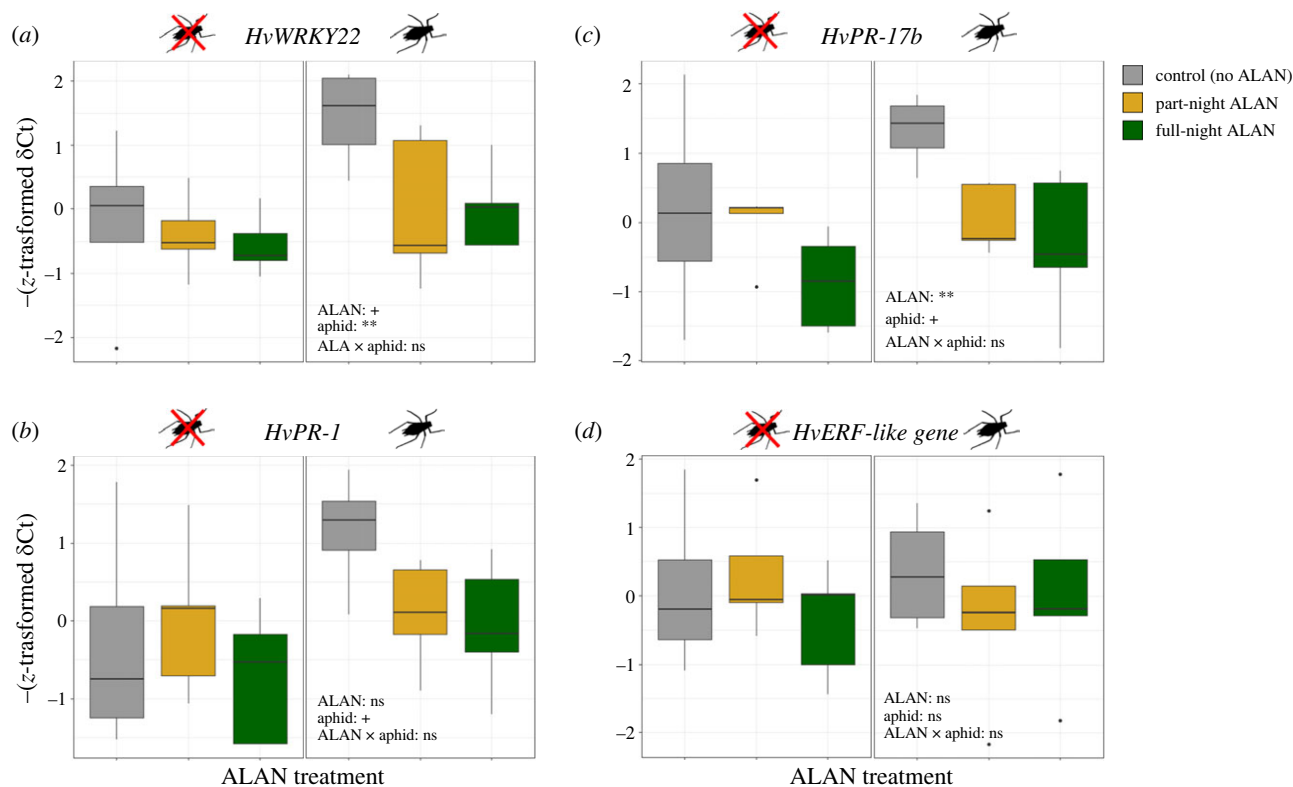 (a)
HvWRKY22
−(z-trasformed δCt)
2
1
0
−1
−2
ALAN: +
aphid: **
ALA × aphid: ns
(c)
HvPR-17b
2
1
0
−1
−2
ALAN: **
aphid: +
ALAN × aphid: ns
control (no ALAN)
part-night ALAN
full-night ALAN
(b)
HvPR-1
−(z-trasformed δCt)
2
1
0
−1
ALAN: ns
aphid: +
ALAN × aphid: ns
ALAN treatment
(d)
HvERF-like gene
2
1
0
−1
−2
ALAN: ns
aphid: ns
ALAN × aphid: ns
ALAN treatment